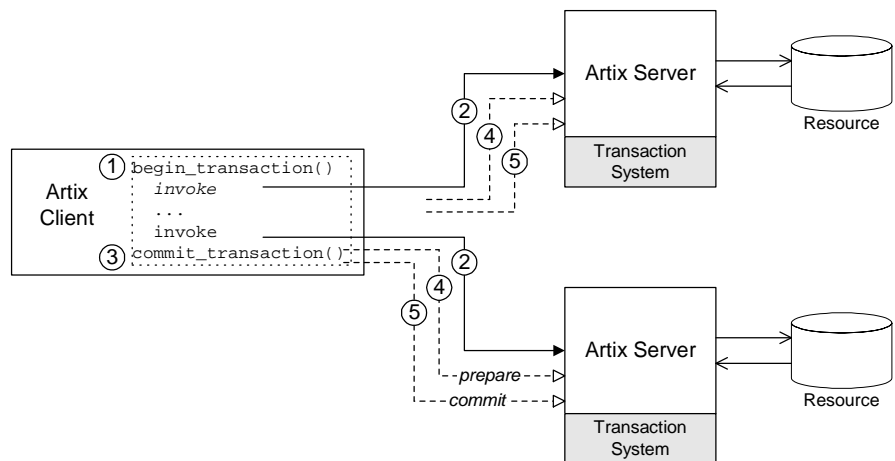 Artix Server
Transaction
System
Resource
2
4
5
Artix
Client
1
begin_transaction()
invoke
...
invoke
3
commit_transaction()
2
4
5
prepare
commit
Artix Server
Transaction
System
Resource